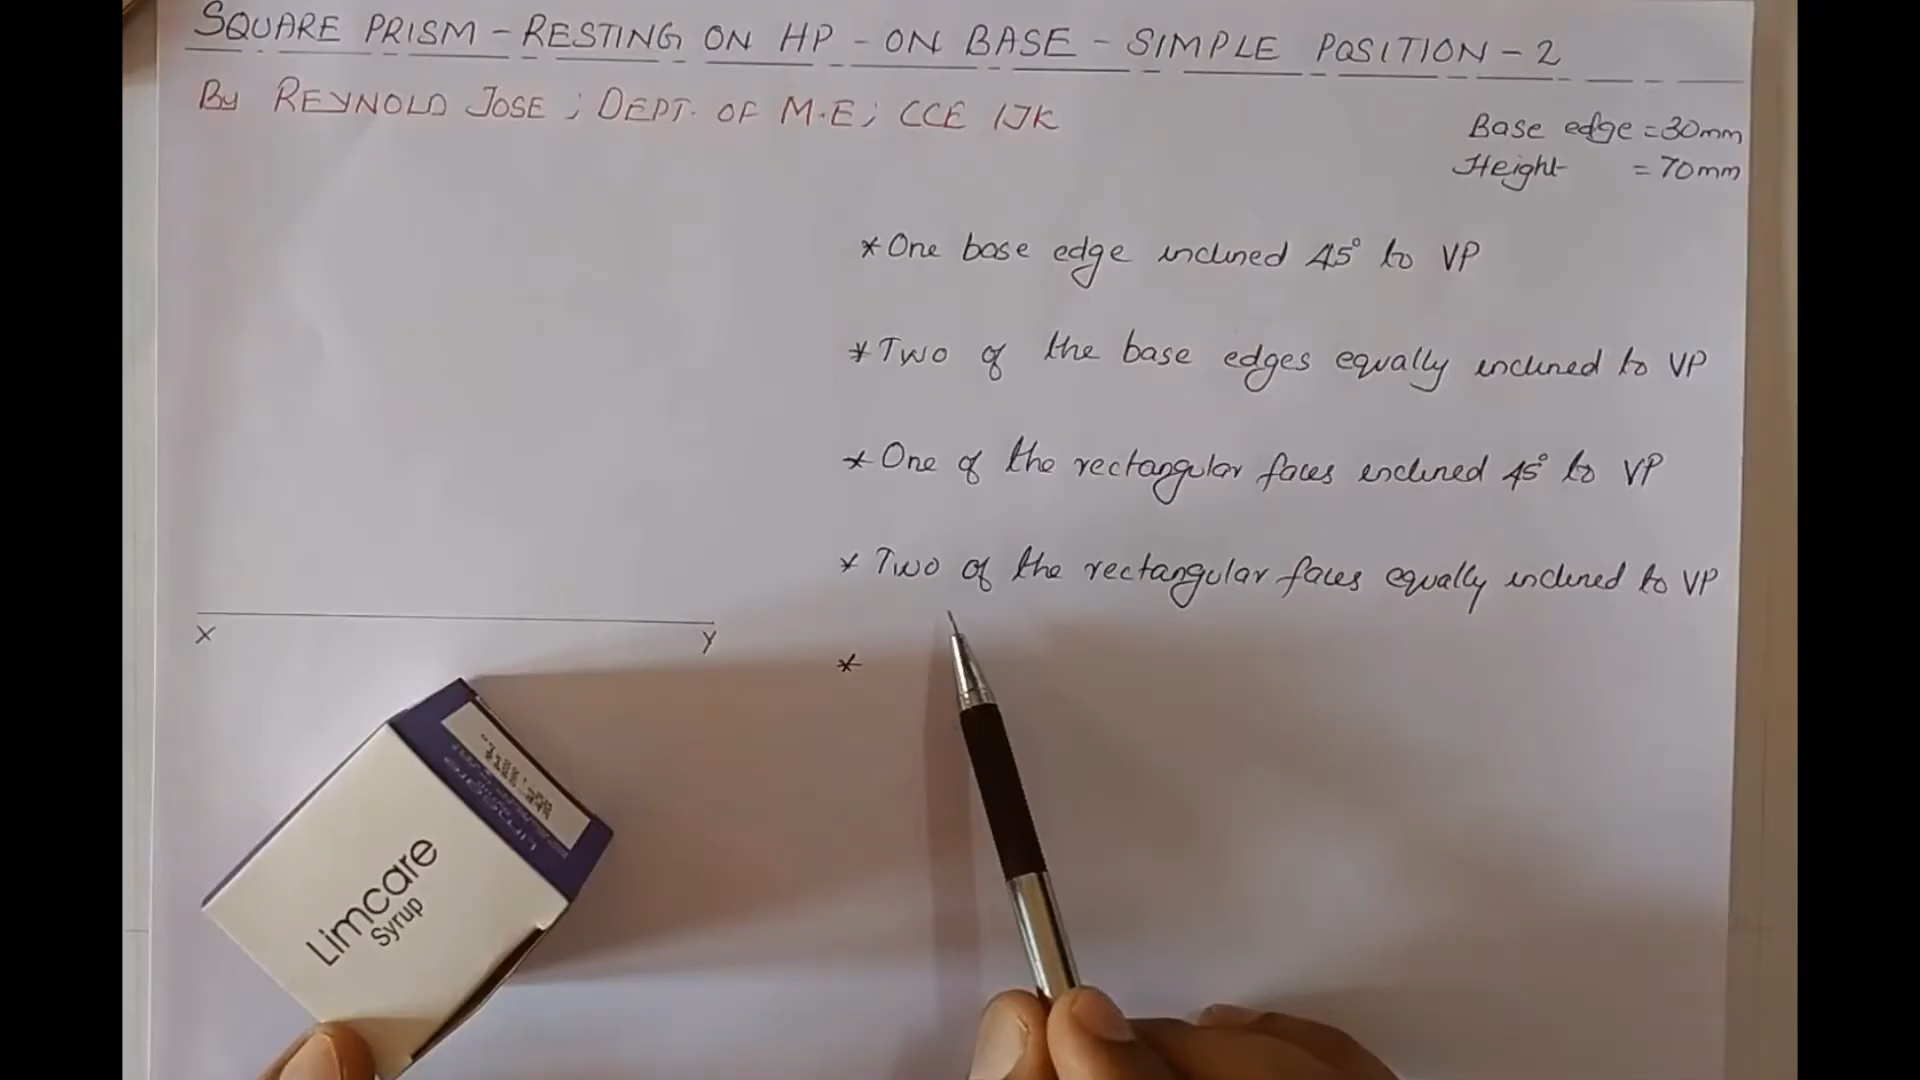 SQUARE PRISM - RESTING ON HP - ON BASE - SIMPLE POSITION - 2
By REYNOLD JOSE ; DEPT. OF M.E ; CCE IJK
Base edge = 30mm
Height = 70mm
* One base edge inclined 45° to VP
* Two of the base edges equally inclined to VP
* One of the rectangular faces inclined 45° to VP
* Two of the rectangular faces equally inclined to VP
X Y
*
Limcare
Syrup